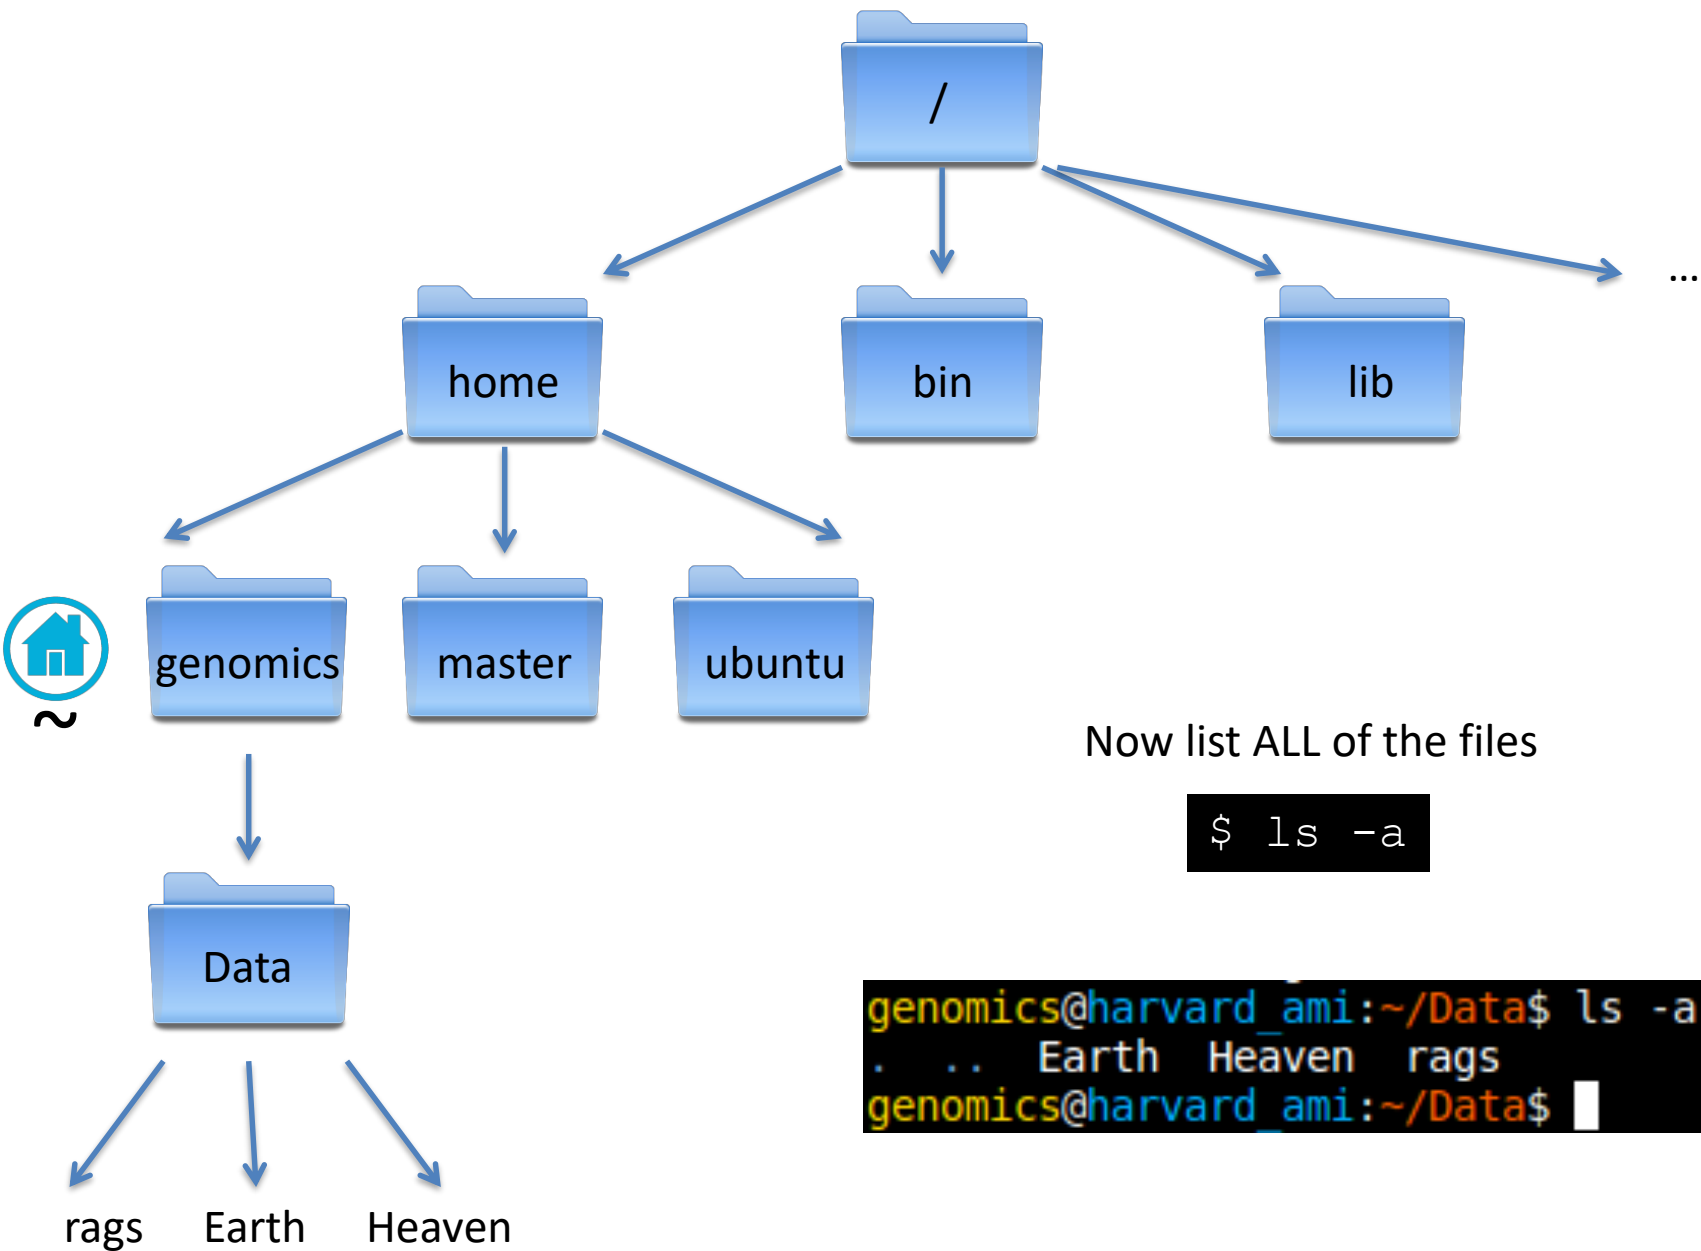 /
…
home
bin
lib
genomics
master
ubuntu
~
Now list ALL of the files
$ ls -a
Data
genomics@harvard_ami:~/Data$ ls -a
. .. Earth Heaven rags
genomics@harvard_ami:~/Data$
rags
Earth
Heaven